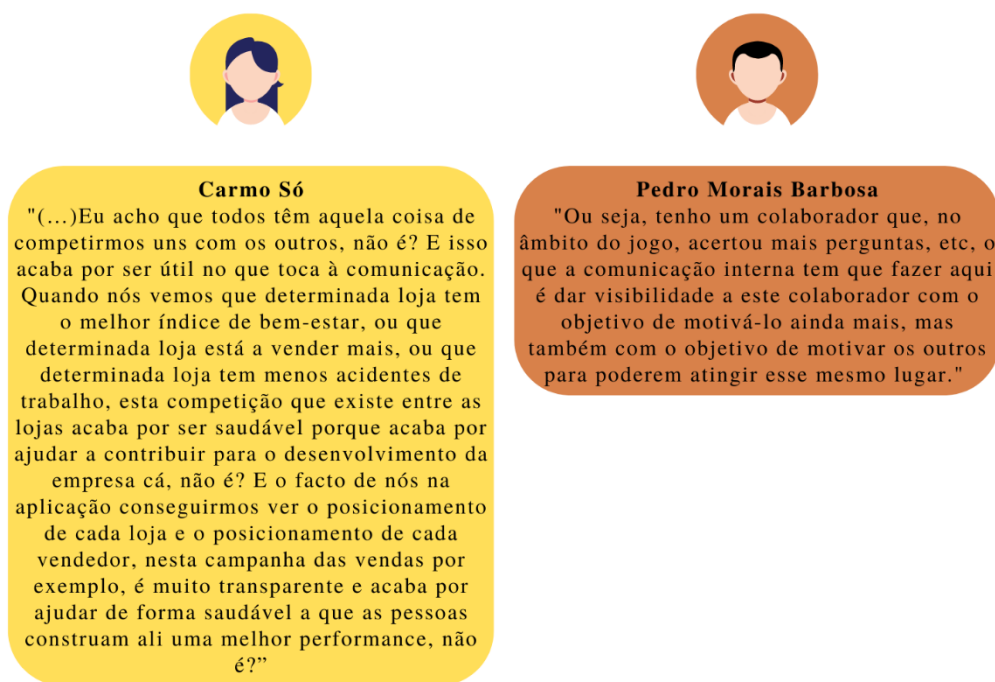 Carmo Só
"(…)Eu acho que todos têm aquela coisa de
competirmos uns com os outros, não é? E isso
acaba por ser útil no que toca à comunicação.
Quando nós vemos que determinada loja tem
o melhor índice de bem-estar, ou que
determinada loja está a vender mais, ou que
determinada loja tem menos acidentes de
trabalho, esta competição que existe entre as
lojas acaba por ser saudável porque acaba por
ajudar a contribuir para o desenvolvimento da
empresa cá, não é? E o facto de nós na
aplicação conseguirmos ver o posicionamento
de cada loja e o posicionamento de cada
vendedor, nesta campanha das vendas por
exemplo, é muito transparente e acaba por
ajudar de forma saudável a que as pessoas
construam ali uma melhor performance, não
é?”
Pedro Morais Barbosa
"Ou seja, tenho um colaborador que, no
âmbito do jogo, acertou mais perguntas, etc, o
que a comunicação interna tem que fazer aqui
é dar visibilidade a este colaborador com o
objetivo de motivá-lo ainda mais, mas
também com o objetivo de motivar os outros
para poderem atingir esse mesmo lugar."